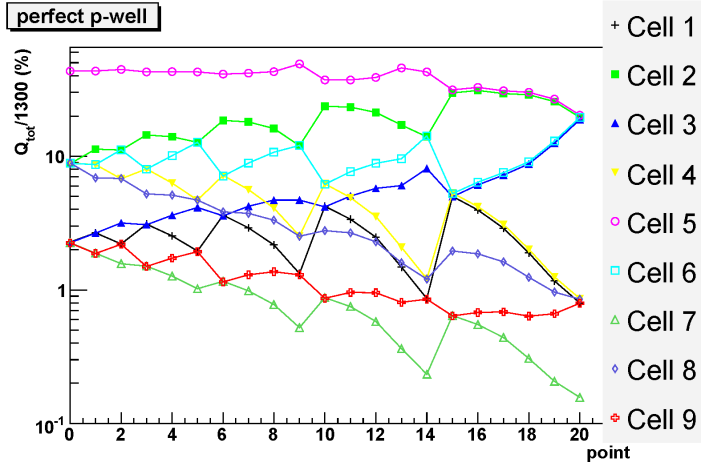 perfect p-well
Q_tot/1300 (%)
10
1
10^-1
0 2 4 6 8 10 12 14 16 18 20
point
Cell 1
Cell 2
Cell 3
Cell 4
Cell 5
Cell 6
Cell 7
Cell 8
Cell 9